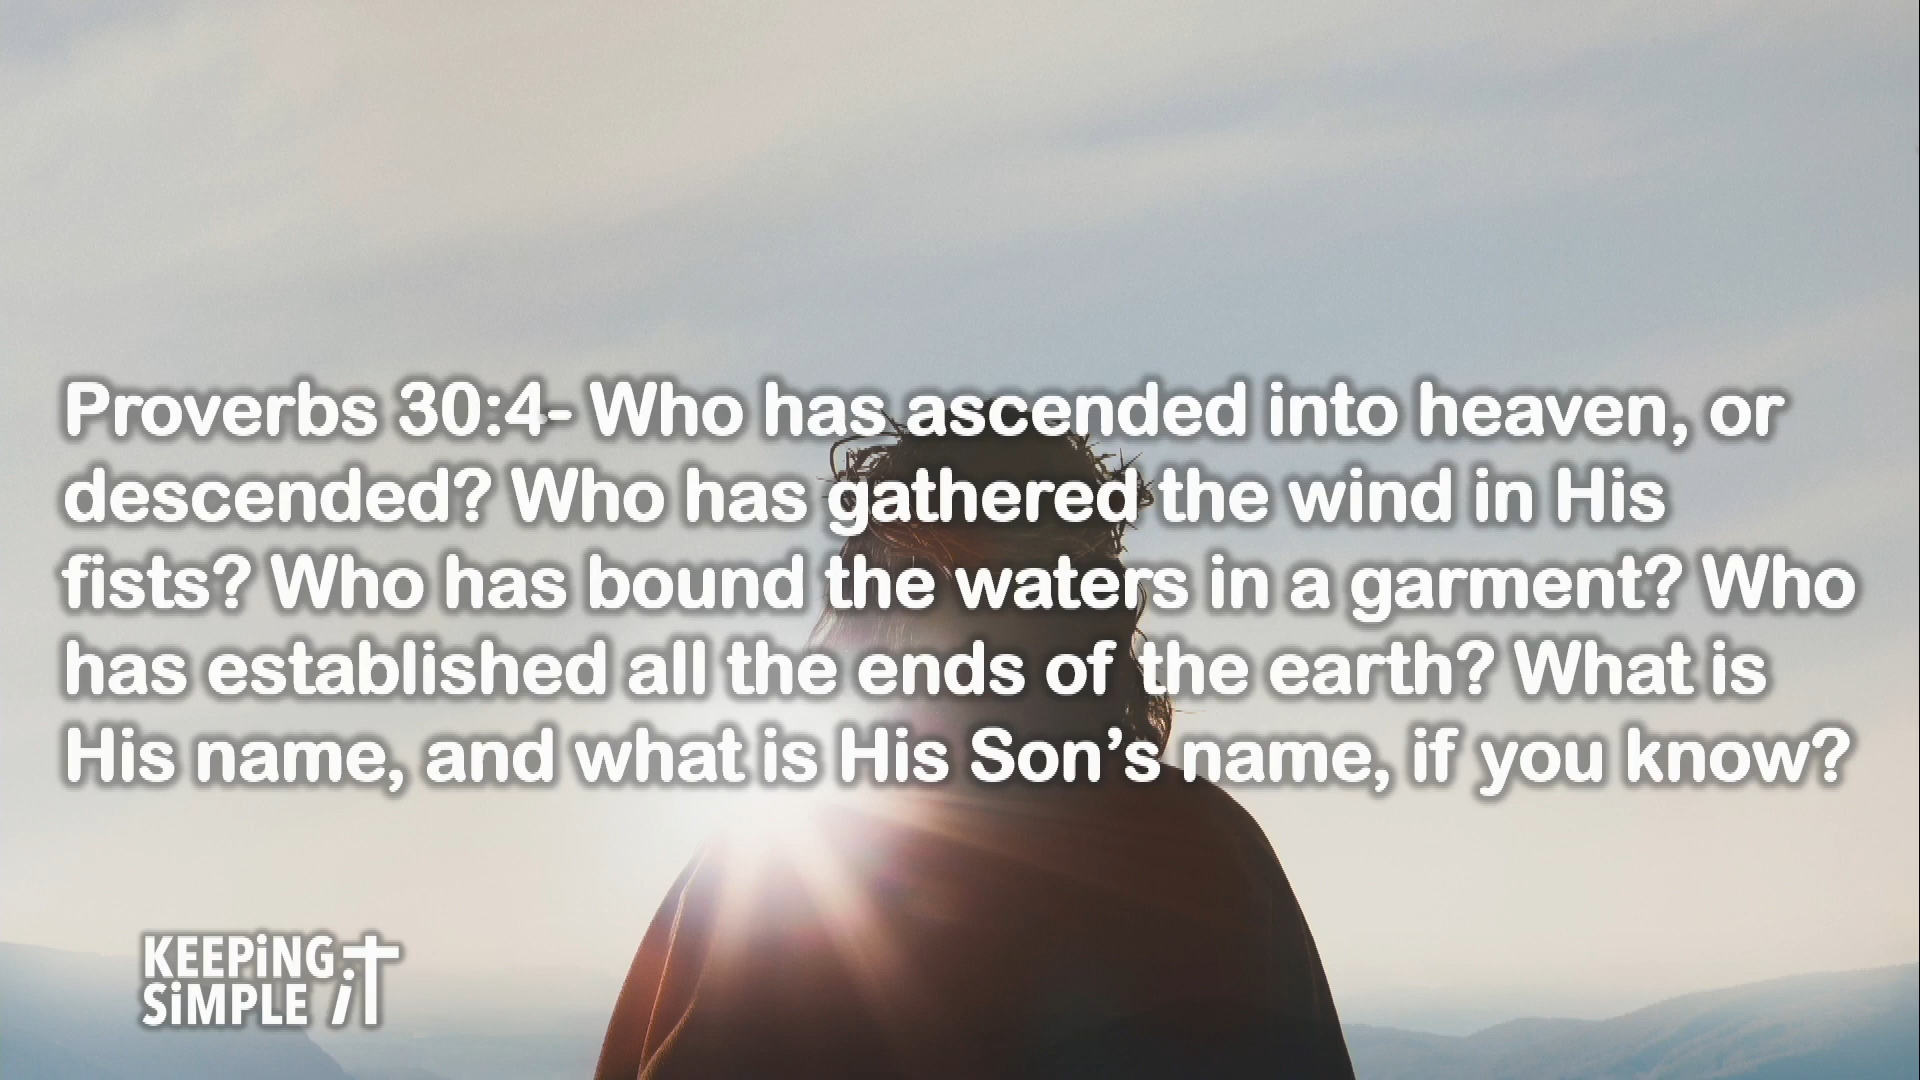 Proverbs 30:4- Who has ascended into heaven, or
descended? Who has gathered the wind in His
fists? Who has bound the waters in a garment? Who
has established all the ends of the earth? What is
His name, and what is His Son’s name, if you know?
KEEPiNG
SiMPLE iT